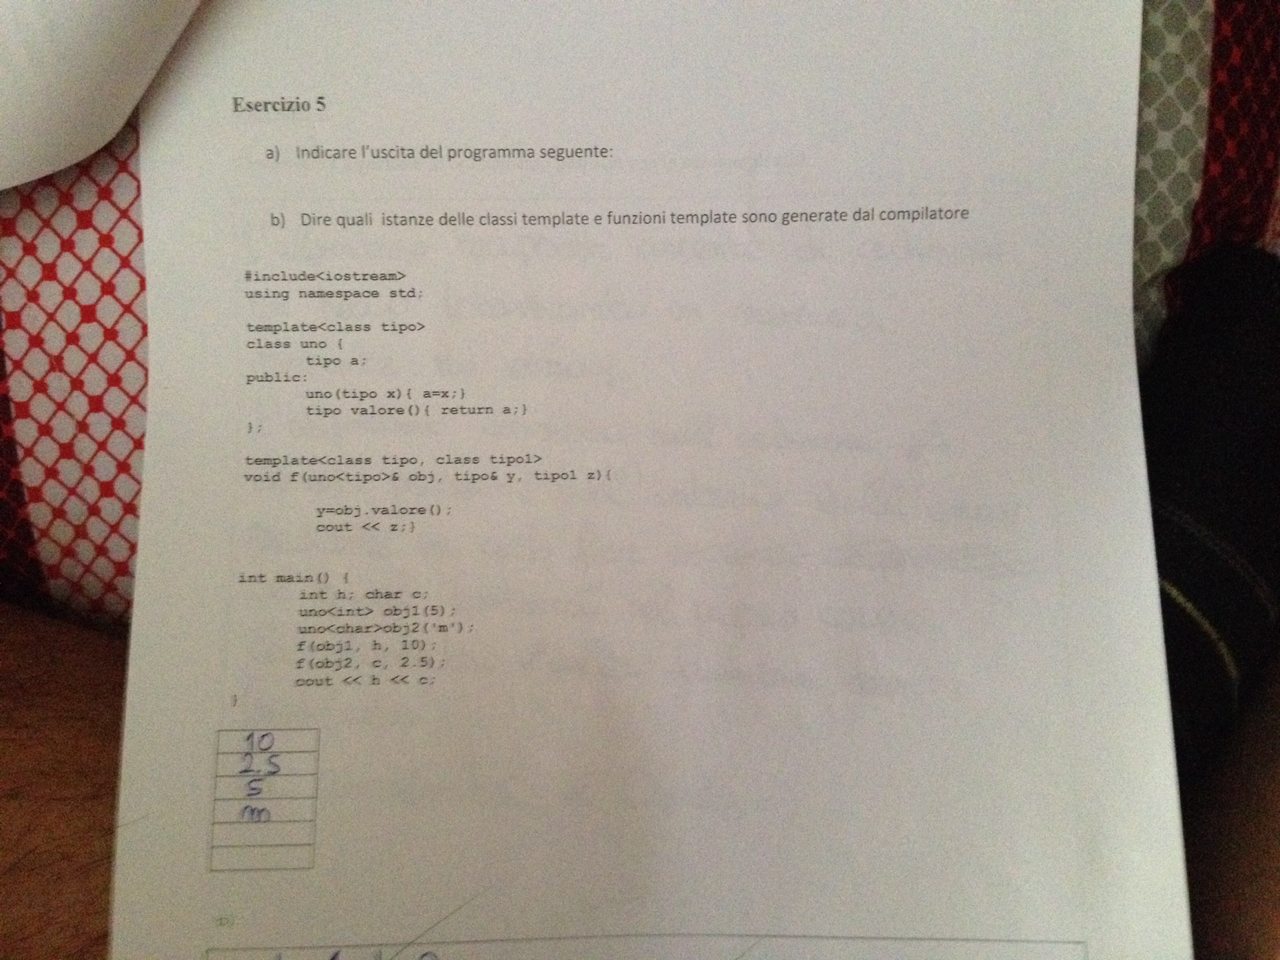 Esercizio 5
a) Indicare l'uscita del programma seguente:
b) Dire quali istanze delle classi template e funzioni template sono generate dal compilatore
#include<iostream>
using namespace std;
template<class tipo>
class uno {
tipo a;
public:
uno(tipo x){ a=x;}
tipo valore(){ return a;}
};
template<class tipo, class tipo1>
void f(uno<tipo>& obj, tipo& y, tipo1 z){
y=obj.valore();
cout << z;}
int main() {
int h; char c;
uno<int> obj1(5);
uno<char>obj2('m');
f(obj1, h, 10);
f(obj2, c, 2.5);
cout << h << c;
}
10
2.5
5
m